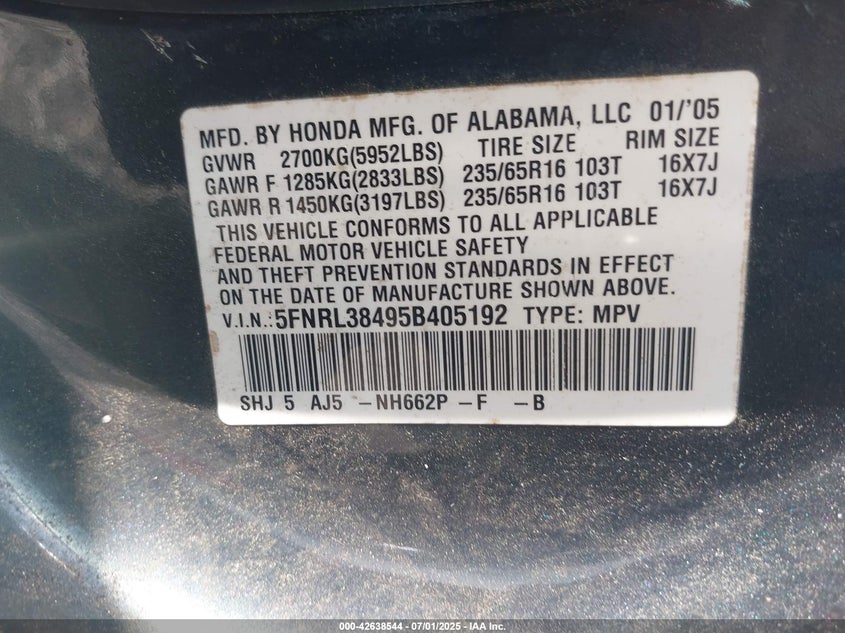 MFD. BY HONDA MFG. OF ALABAMA, LLC 01/'05
GVWR 2700KG(5952LBS) TIRE SIZE RIM SIZE
GAWR F 1285KG(2833LBS) 235/65R16 103T 16X7J
GAWR R 1450KG(3197LBS) 235/65R16 103T 16X7J
THIS VEHICLE CONFORMS TO ALL APPLICABLE
FEDERAL MOTOR VEHICLE SAFETY
AND THEFT PREVENTION STANDARDS IN EFFECT
ON THE DATE OF MANUFACTURE SHOWN ABOVE.
V.I.N.:5FNRL38495B405192 TYPE: MPV
SHJ 5 AJ5 -NH662P -F -B
000-42638544 / 07/01/2025 - IAA Inc.